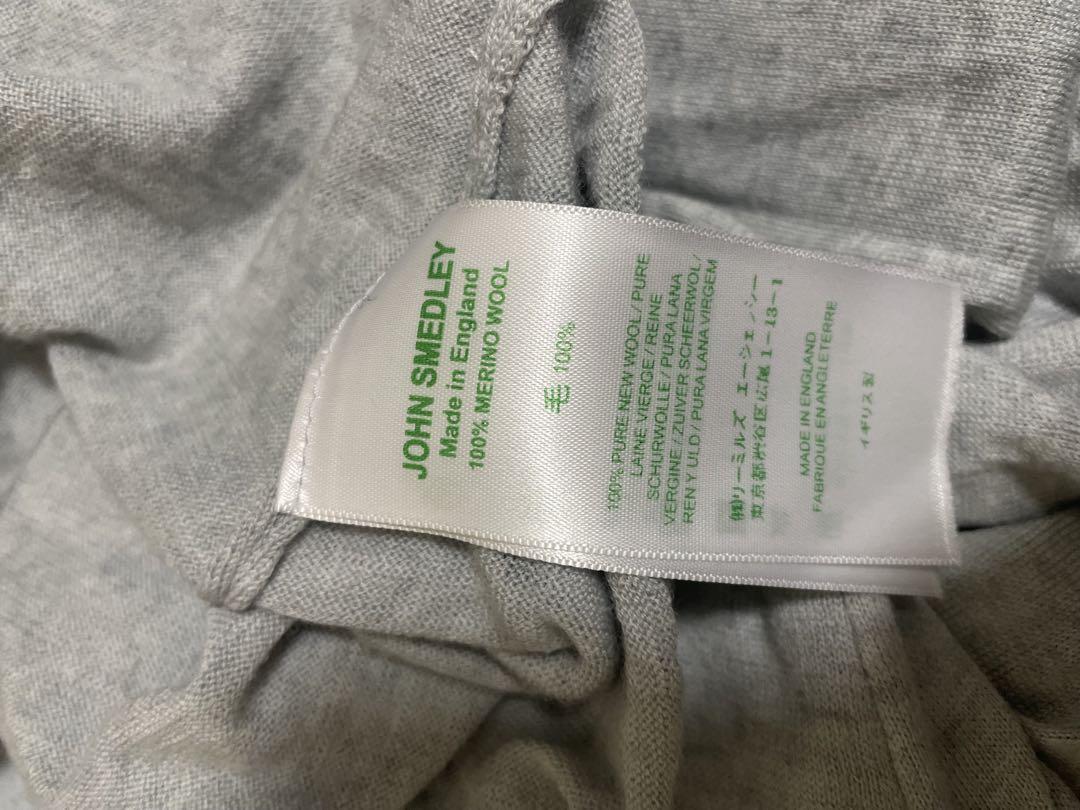 JOHN SMEDLEY
Made in England
100% MERINO WOOL
毛 100%
100% PURE NEW WOOL/PURE
LAINE VIERGE/REINE
SCHURWOLLE/PURA LANA
VERGINE/ZUIVER SCHEERWOL/
REN Y ULD/PURA LANA VIRGEM
㈱リーミルズ エージェンシー
東京都渋谷区広尾1-13-1
MADE IN ENGLAND
FABRIQUE EN ANGLETERRE
イギリス製